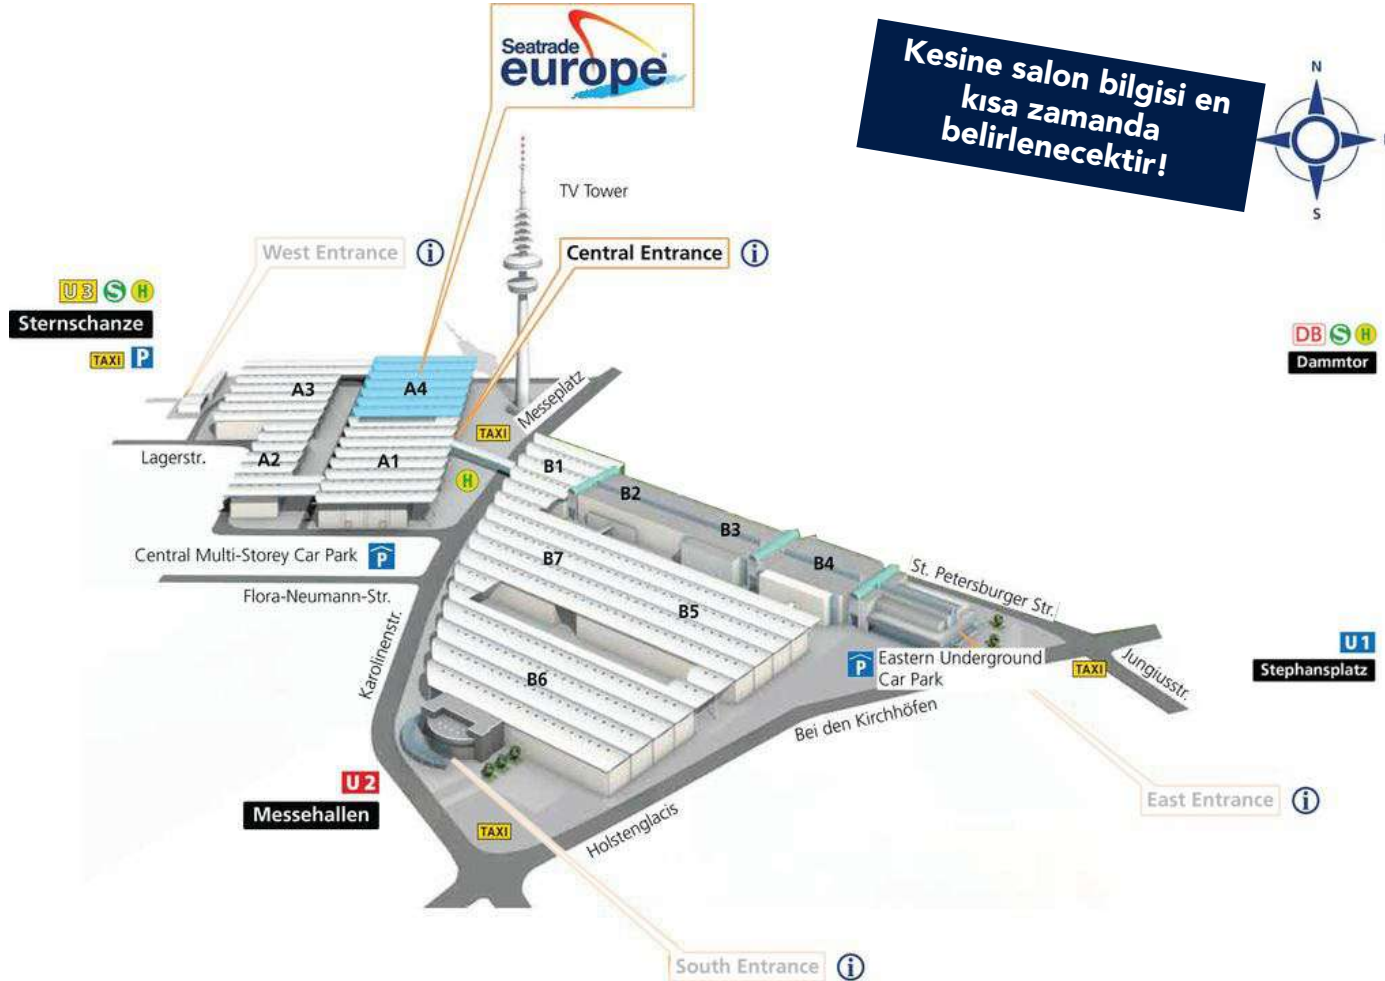 Seatrade
europe
Kesine salon bilgisi en
kısa zamanda
belirlenecektir!
N
S
TV Tower
West Entrance i
Central Entrance i
U3 S H
Sternschanze
TAXI P
DB S H
Dammtor
A3
A4
Messeplatz
TAXI
Lagerstr.
A2
A1
H
B1
B2
B3
B4
Central Multi-Storey Car Park P
B7
St. Petersburger Str.
Flora-Neumann-Str.
B5
Karolinenstr.
P Eastern Underground
Car Park
TAXI
Jungiusstr.
U1
Stephansplatz
B6
Bei den Kirchhöfen
U2
Messehallen
East Entrance i
TAXI
Holstenglacis
South Entrance i